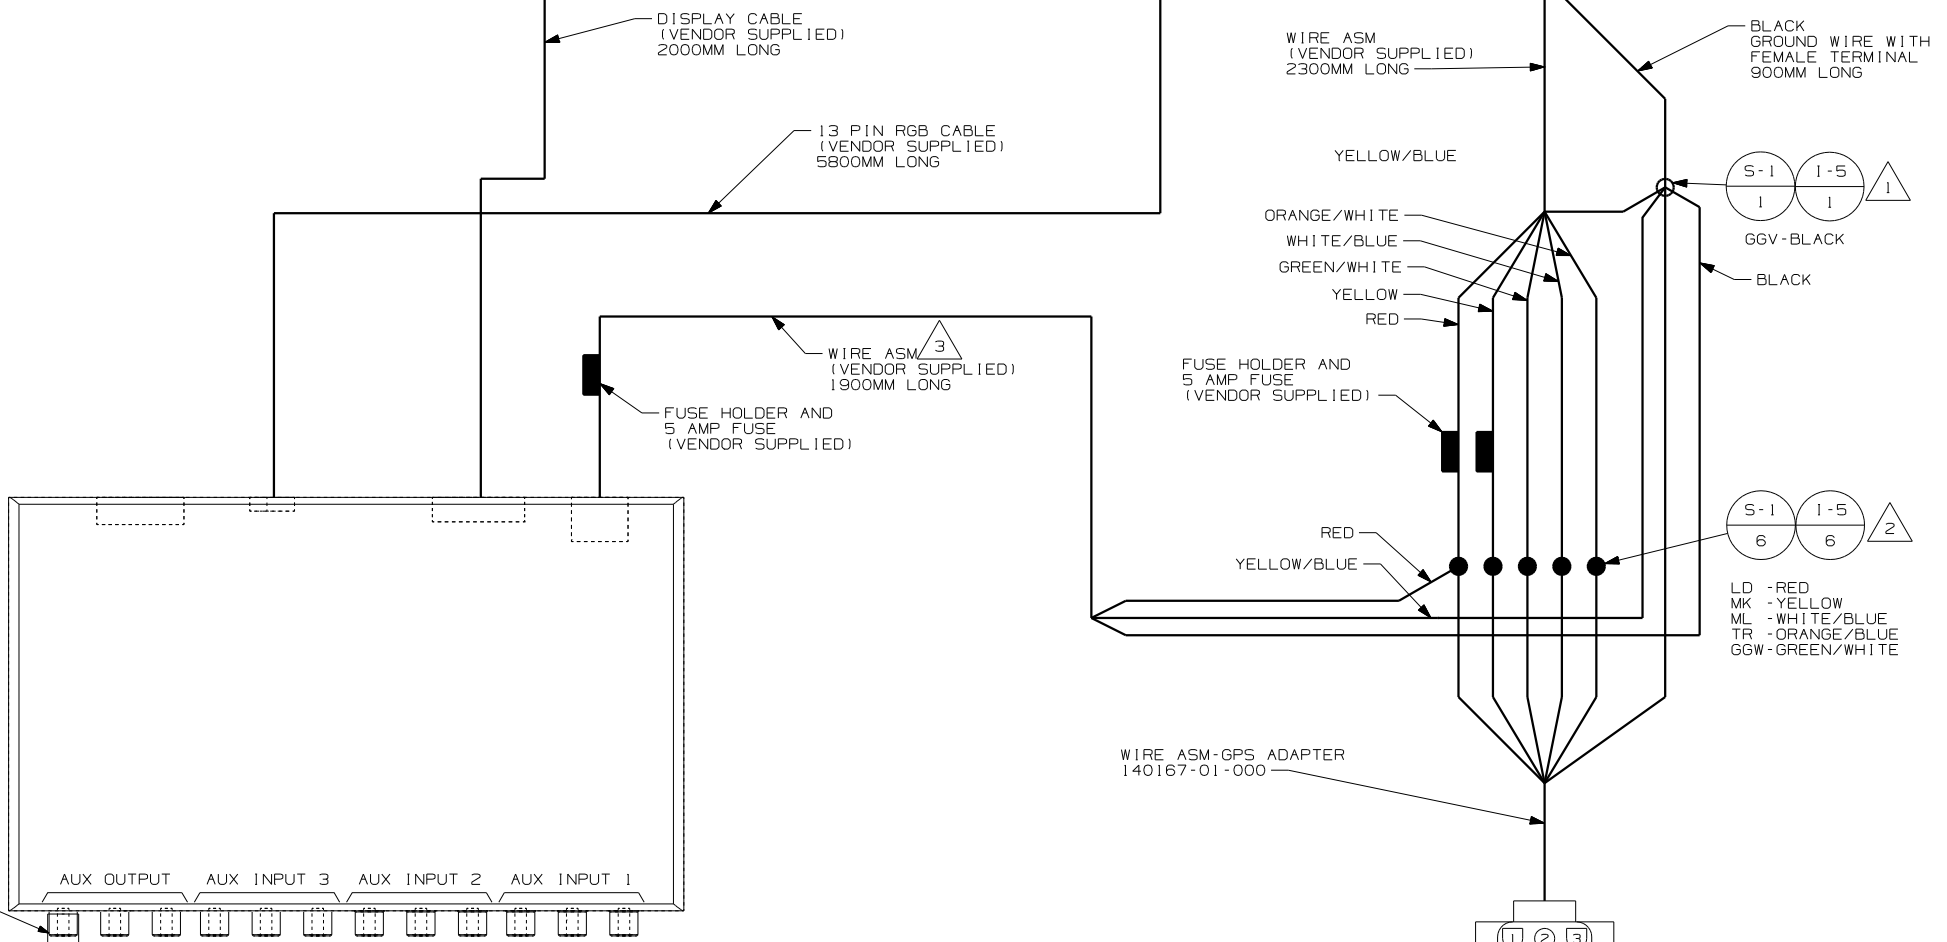 DISPLAY CABLE
(VENDOR SUPPLIED)
2000MM LONG
13 PIN RGB CABLE
(VENDOR SUPPLIED)
5800MM LONG
WIRE ASM
(VENDOR SUPPLIED)
2300MM LONG
BLACK
GROUND WIRE WITH
FEMALE TERMINAL
900MM LONG
YELLOW/BLUE
S-1
1
I-5
1
1
GGV-BLACK
ORANGE/WHITE
WHITE/BLUE
GREEN/WHITE
YELLOW
RED
BLACK
WIRE ASM
3
(VENDOR SUPPLIED)
1900MM LONG
FUSE HOLDER AND
5 AMP FUSE
(VENDOR SUPPLIED)
FUSE HOLDER AND
5 AMP FUSE
(VENDOR SUPPLIED)
RED
YELLOW/BLUE
S-1
6
I-5
6
2
LD -RED
MK -YELLOW
ML -WHITE/BLUE
TR -ORANGE/BLUE
GGW-GREEN/WHITE
WIRE ASM-GPS ADAPTER
140167-01-000
AUX OUTPUT
AUX INPUT 3
AUX INPUT 2
AUX INPUT 1
1 2 3